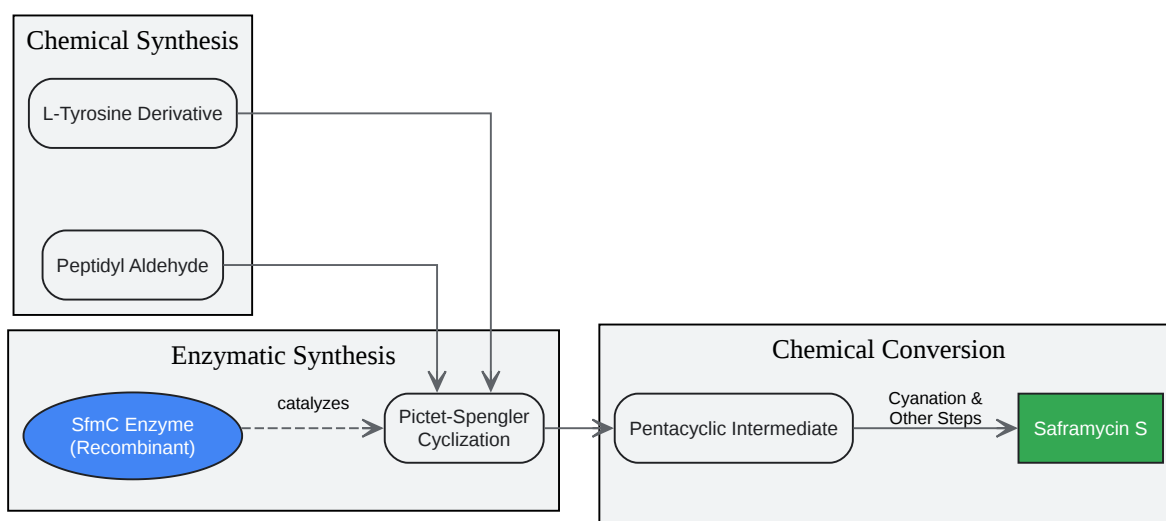 Chemical Synthesis
L-Tyrosine Derivative
Peptidyl Aldehyde
Enzymatic Synthesis
SfmC Enzyme
(Recombinant)
catalyzes
Pictet-Spengler
Cyclization
Chemical Conversion
Pentacyclic Intermediate
Cyanation &
Other Steps
Saframycin S